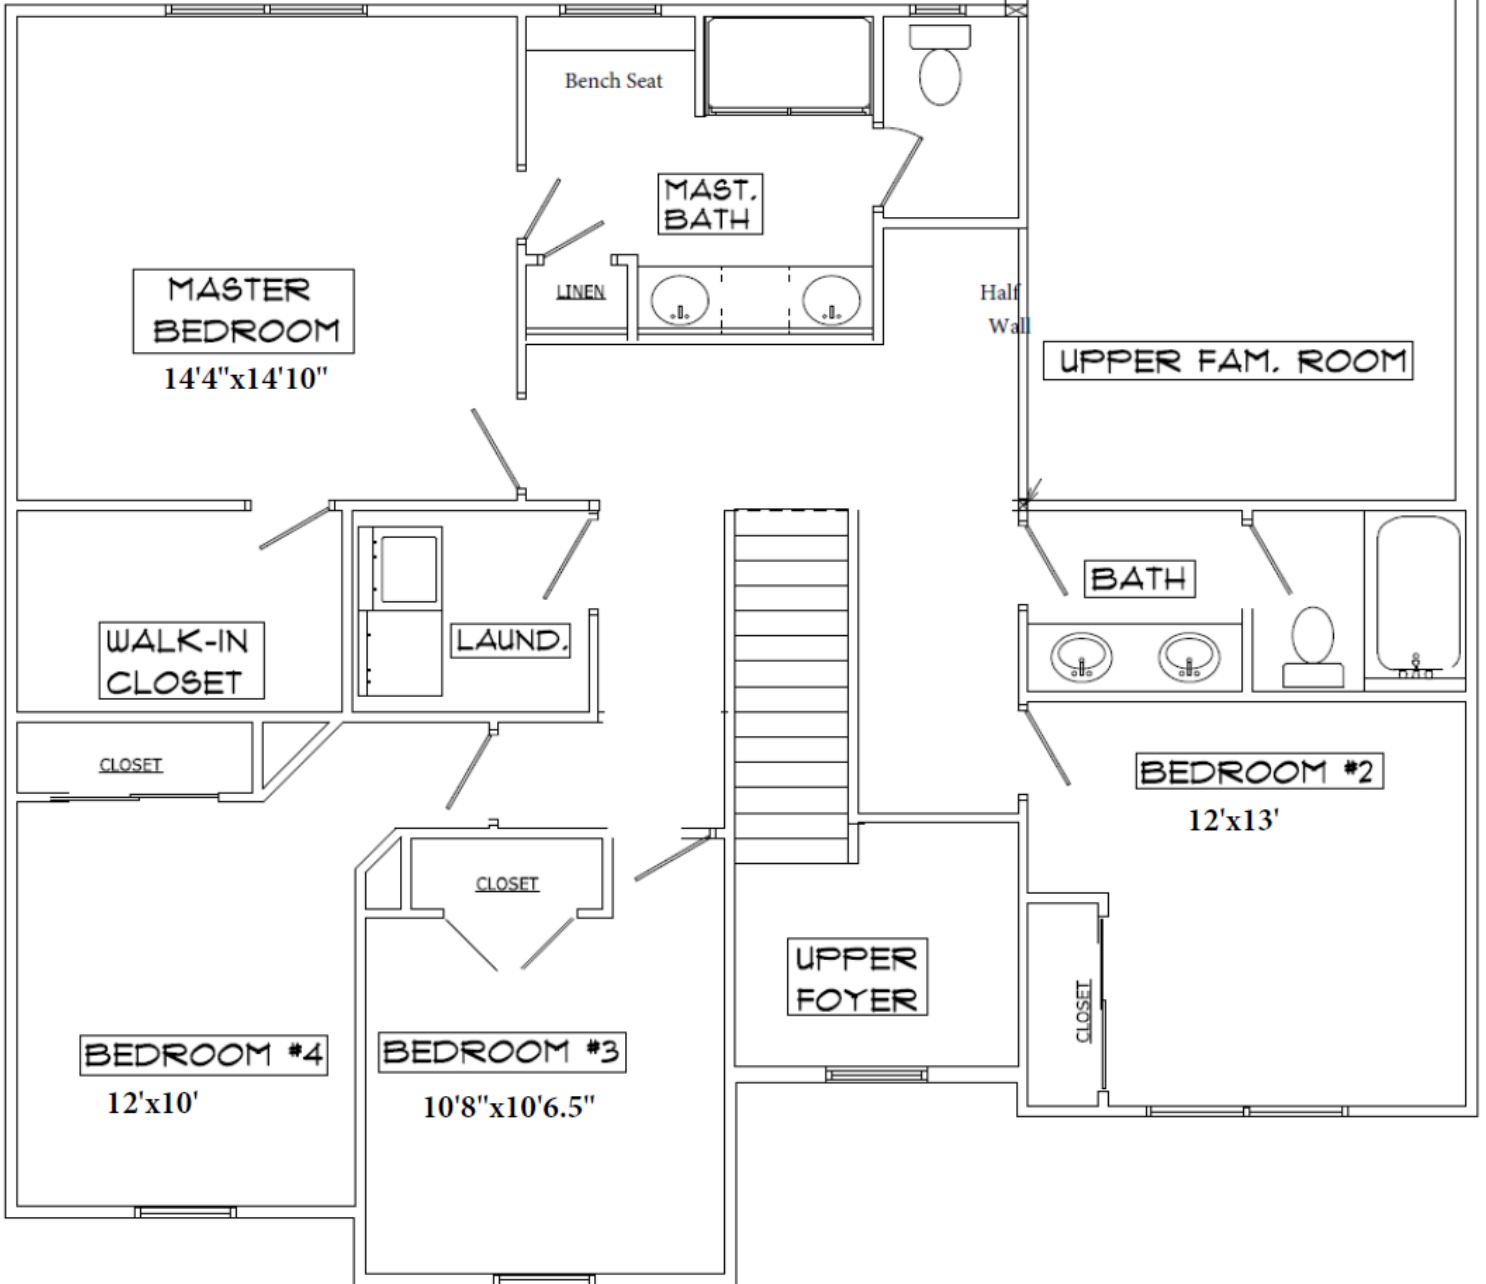 Bench Seat
MAST.
BATH
MASTER
BEDROOM
14'4"x14'10"
LINEN
Half
Wall
UPPER FAM. ROOM
BATH
WALK-IN
CLOSET
LAUND.
CLOSET
BEDROOM #2
12'x13'
CLOSET
UPPER
FOYER
CLOSET
BEDROOM #4
12'x10'
BEDROOM #3
10'8"x10'6.5"